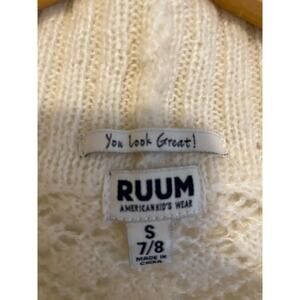 You Look Great!
RUUM
AMERICAN KID'S WEAR
S
7/8
MADE IN
CHINA